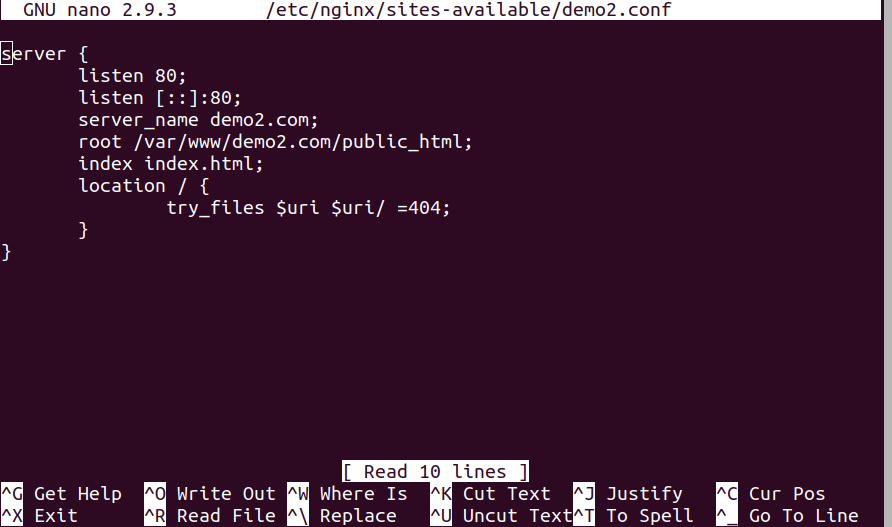 GNU nano 2.9.3 /etc/nginx/sites-available/demo2.conf
server {
        listen 80;
        listen [::]:80;
        server_name demo2.com;
        root /var/www/demo2.com/public_html;
        index index.html;
        location / {
                try_files $uri $uri/ =404;
        }
}
[ Read 10 lines ]
^G Get Help ^O Write Out ^W Where Is ^K Cut Text ^J Justify ^C Cur Pos
^X Exit ^R Read File ^\ Replace ^U Uncut Text ^T To Spell ^_ Go To Line